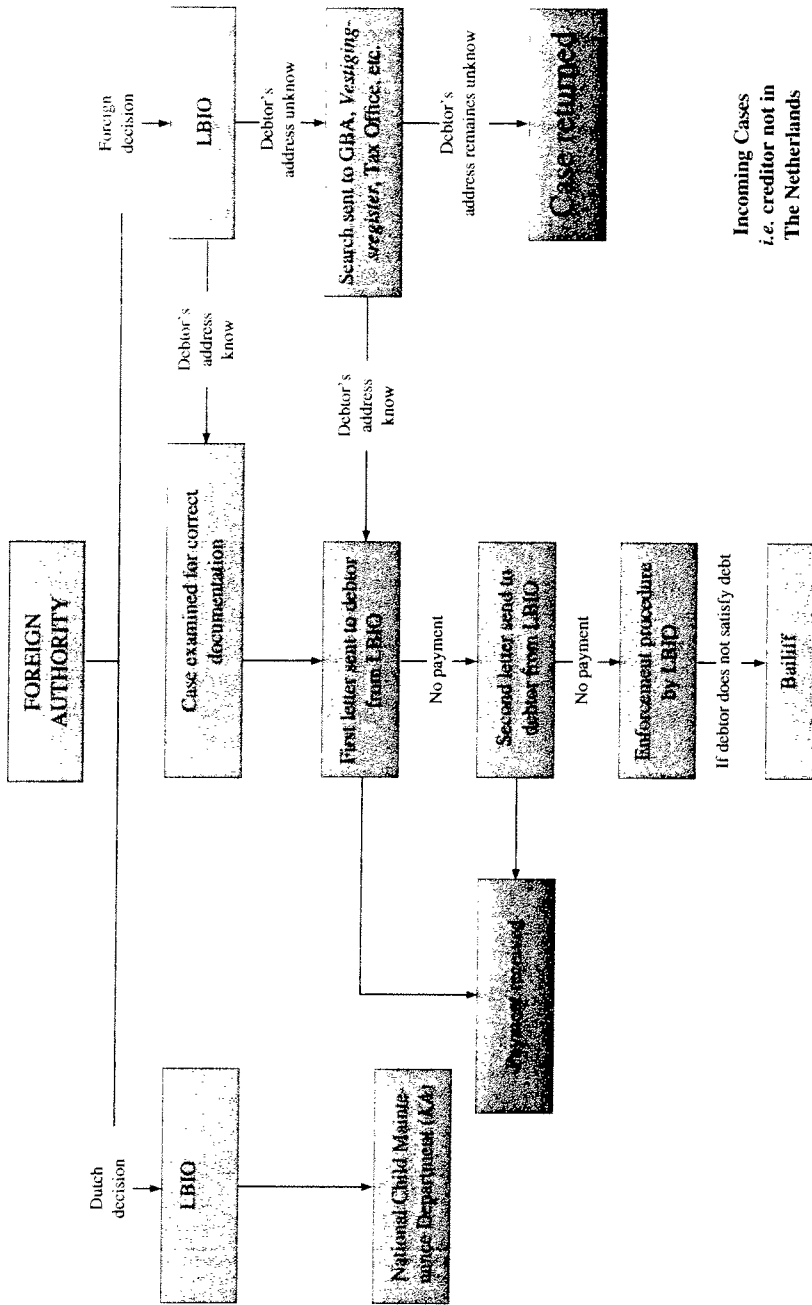 FOREIGN
AUTHORITY
Dutch
decision
Foreign
decision
LBIO
LBIO
Debtor's
address
know
Debtor's
address unknow
National Child Mainte-
nance Department (KA)
Case examined for correct
documentation
Search sent to GBA, Vestiging-
sregister, Tax Office, etc.
Debtor's
address
know
Debtor's
address remaines unknow
First letter sent to debtor
from LBIO
No payment
Case returned
Second letter send to
debtor from LBIO
Payment
No payment
Enforcement procedure
by LBIO
If debtor does not satisfy debt
Bailiff
Incoming Cases
i.e. creditor not in
The Netherlands